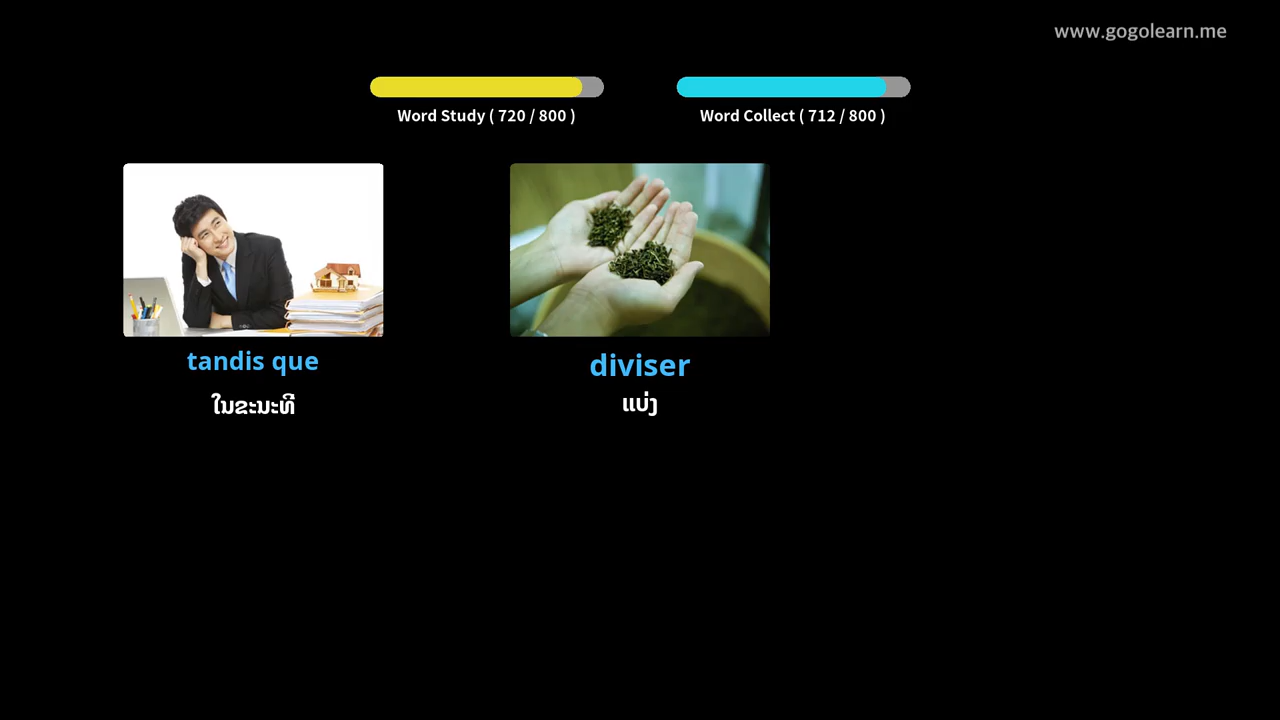 www.gogolearn.me
Word Study ( 720 / 800 )
Word Collect ( 712 / 800 )
tandis que
ໃນຂະນະທີ
diviser
ແບ່ງ